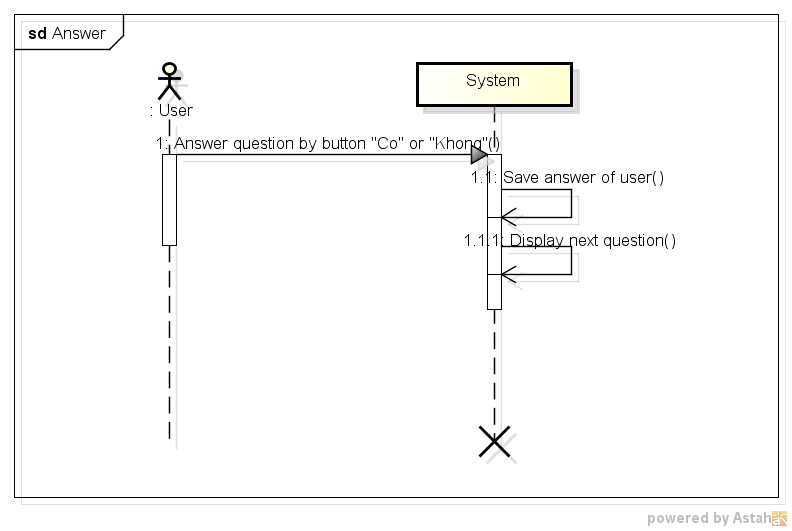 sd Answer
System
: User
1: Answer question by button "Co" or "Khong"()
1.1: Save answer of user()
1.1.1: Display next question()
powered by Astah